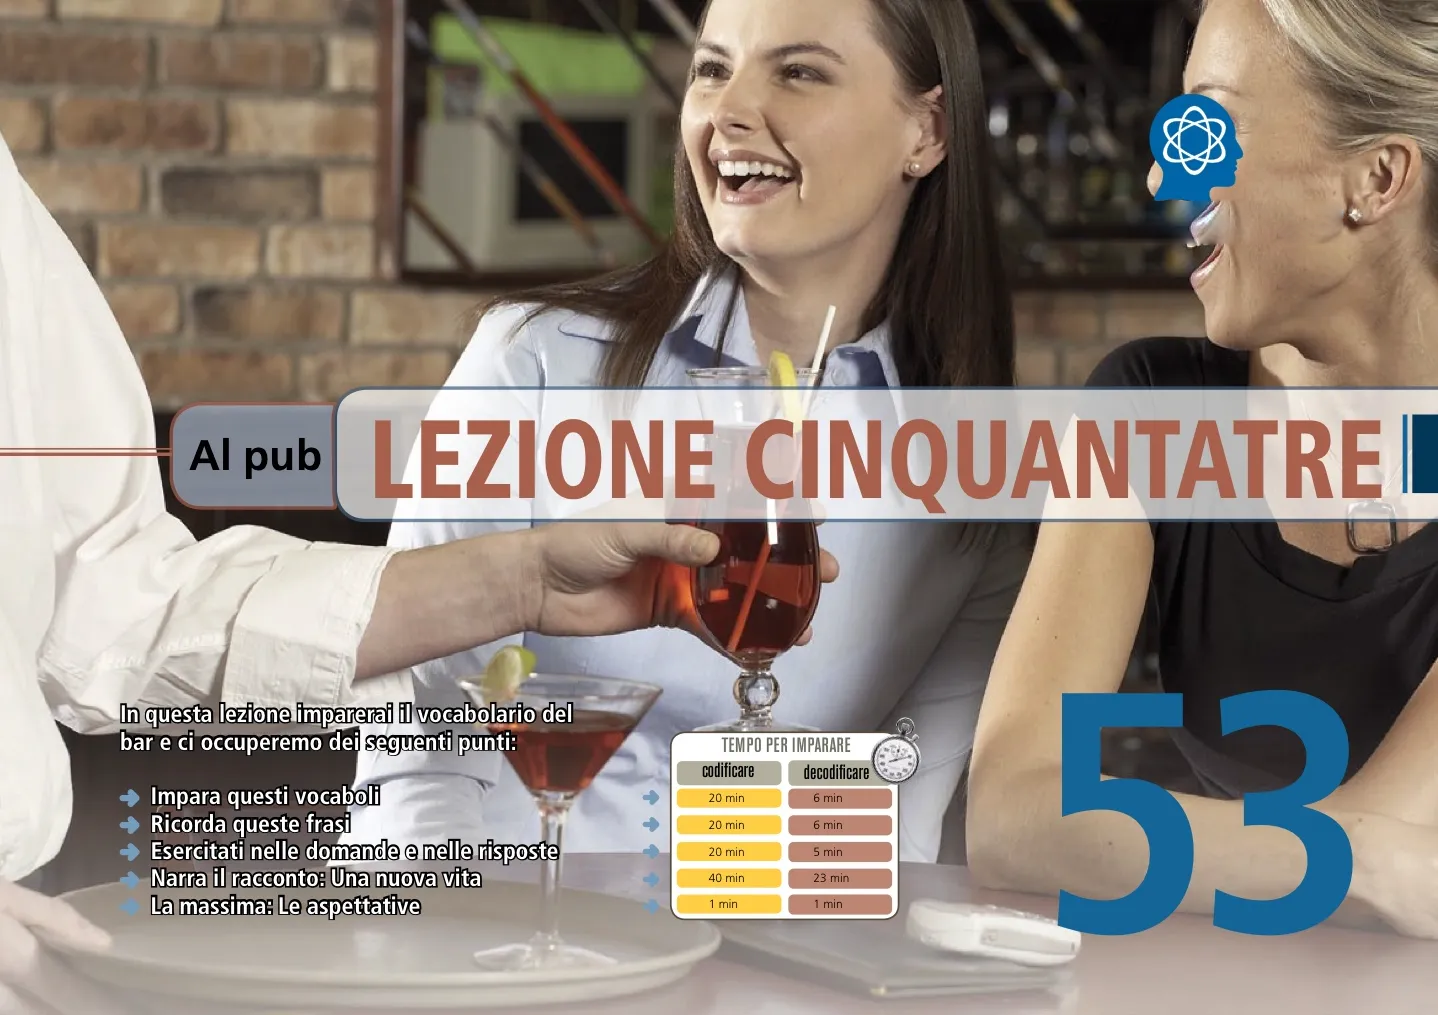 Al pub
LEZIONE CINQUANTATRE
In questa lezione imparerai il vocabolario del
bar e ci occuperemo dei seguenti punti:
Impara questi vocaboli
Ricorda queste frasi
Esercitati nelle domande e nelle risposte
Narra il racconto: Una nuova vita
La massima: Le aspettative
TEMPO PER IMPARARE
codificare decodificare
20 min 6 min
20 min 6 min
20 min 5 min
40 min 23 min
1 min 1 min
53